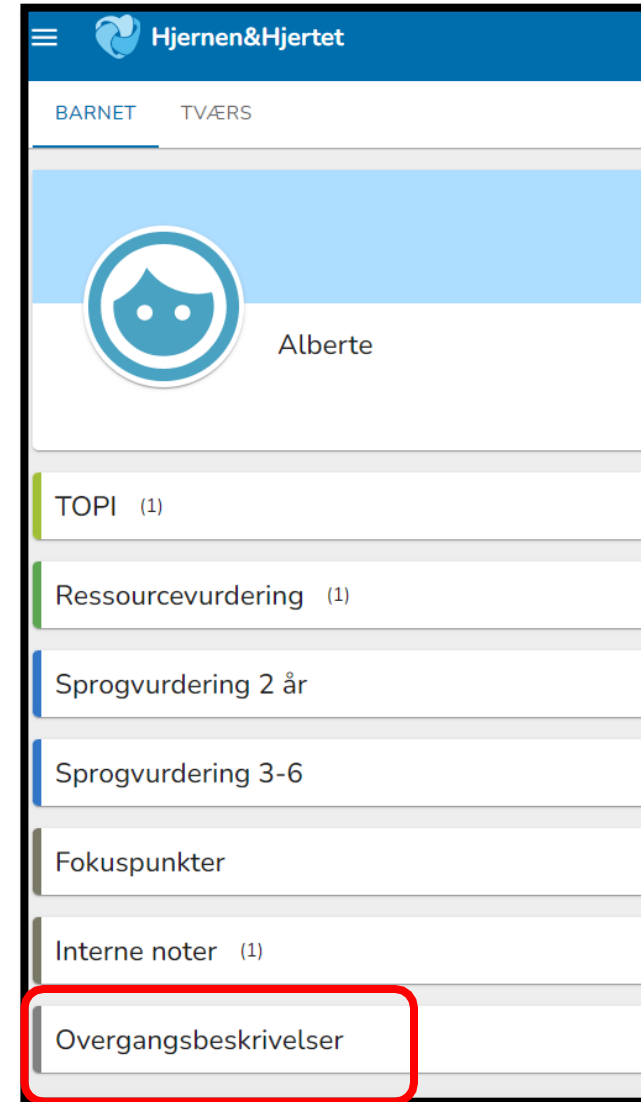 Hjernen&Hjertet
BARNET TVÆRS
Alberte
TOPI (1)
Ressourcevurdering (1)
Sprogvurdering 2 år
Sprogvurdering 3-6
Fokuspunkter
Interne noter (1)
Overgangsbeskrivelser